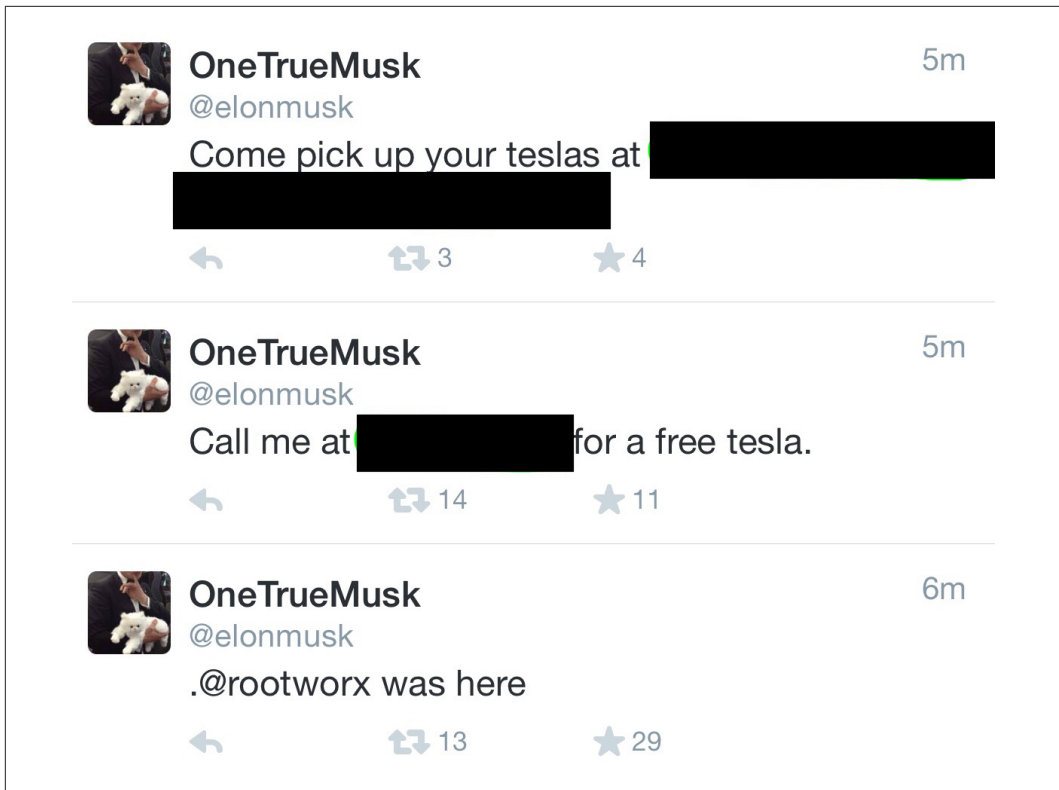 OneTrueMusk 5m
@elonmusk
Come pick up your teslas at
3 4
OneTrueMusk 5m
@elonmusk
Call me at for a free tesla.
14 11
OneTrueMusk 6m
@elonmusk
.@rootworx was here
13 29